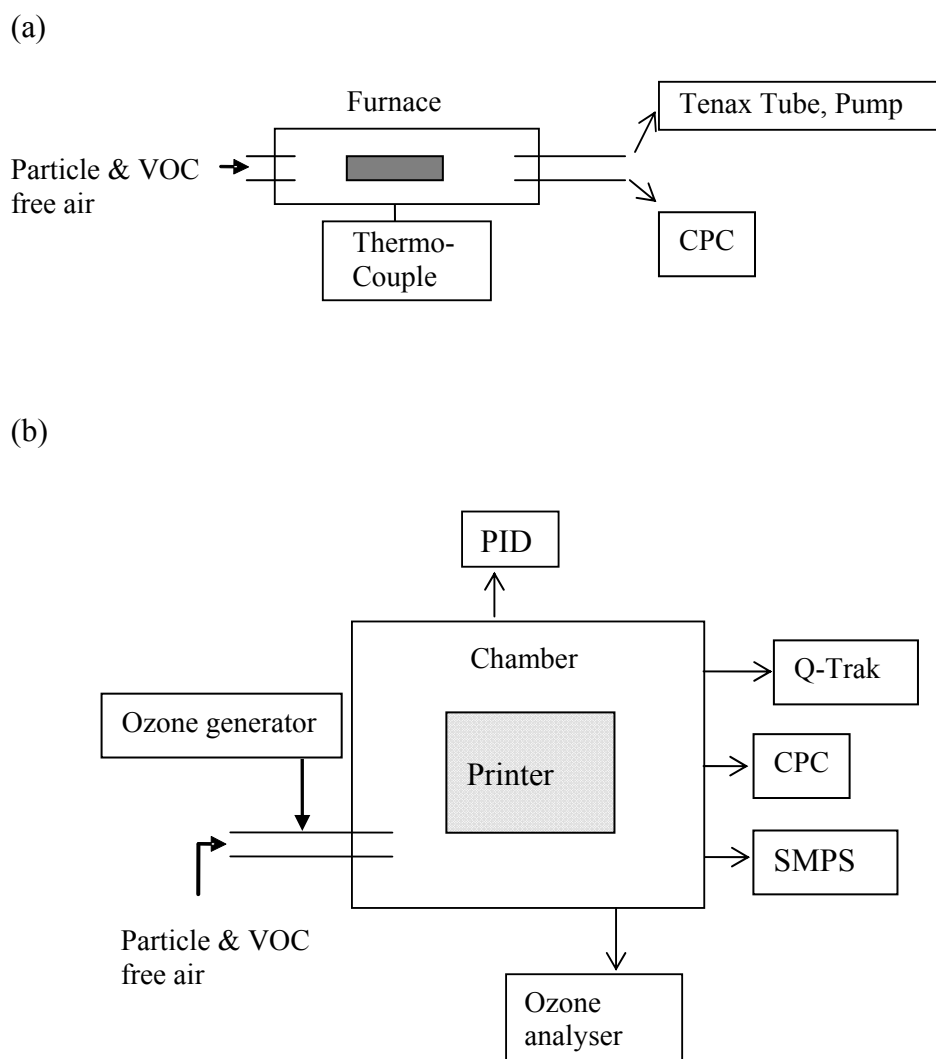 (a)
Furnace
Tenax Tube, Pump
Particle & VOC
free air
CPC
Thermo-
Couple
(b)
PID
Chamber
Q-Trak
Ozone generator
CPC
Printer
SMPS
Particle & VOC
free air
Ozone
analyser